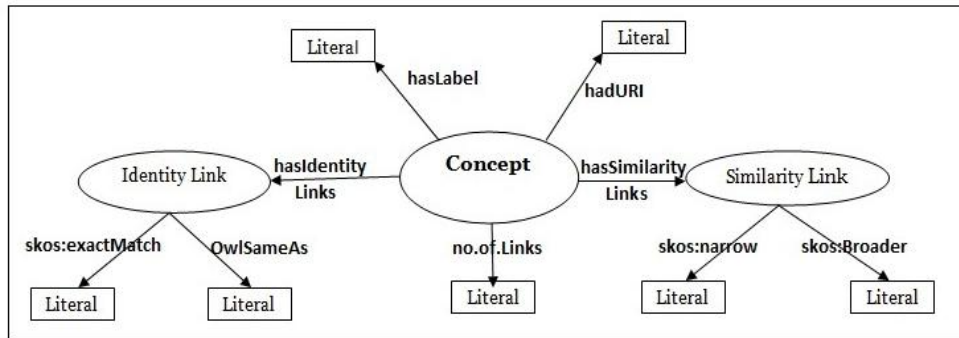 Literal
Literal
hasLabel
hadURI
Concept
hasIdentity
Links
hasSimilarity
Links
Identity Link
Similarity Link
skos:exactMatch
OwlSameAs
no.of.Links
skos:narrow
skos:Broader
Literal
Literal
Literal
Literal
Literal